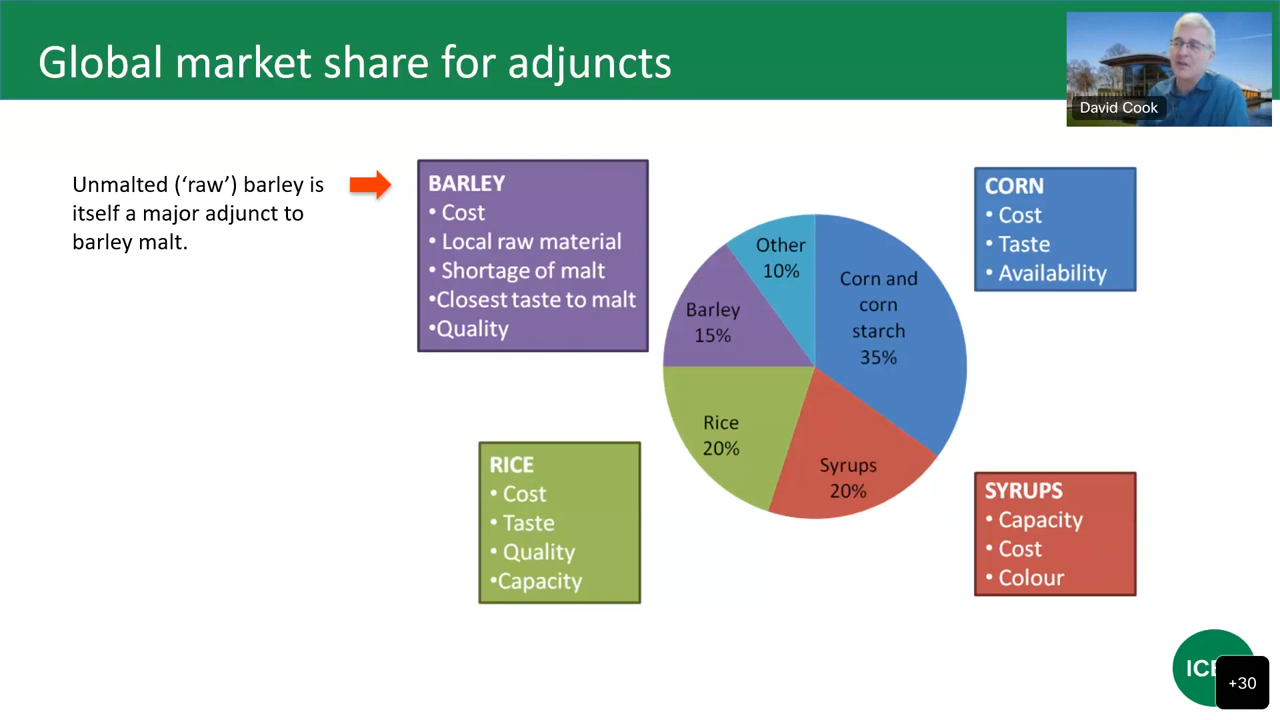 Global market share for adjuncts
David Cook
Unmalted (‘raw’) barley is
itself a major adjunct to
barley malt.
BARLEY
• Cost
• Local raw material
• Shortage of malt
•Closest taste to malt
•Quality
CORN
• Cost
• Taste
• Availability
Other
10%
Corn and
corn
starch
35%
Barley
15%
Rice
20%
Syrups
20%
RICE
• Cost
• Taste
• Quality
•Capacity
SYRUPS
• Capacity
• Cost
• Colour
+30